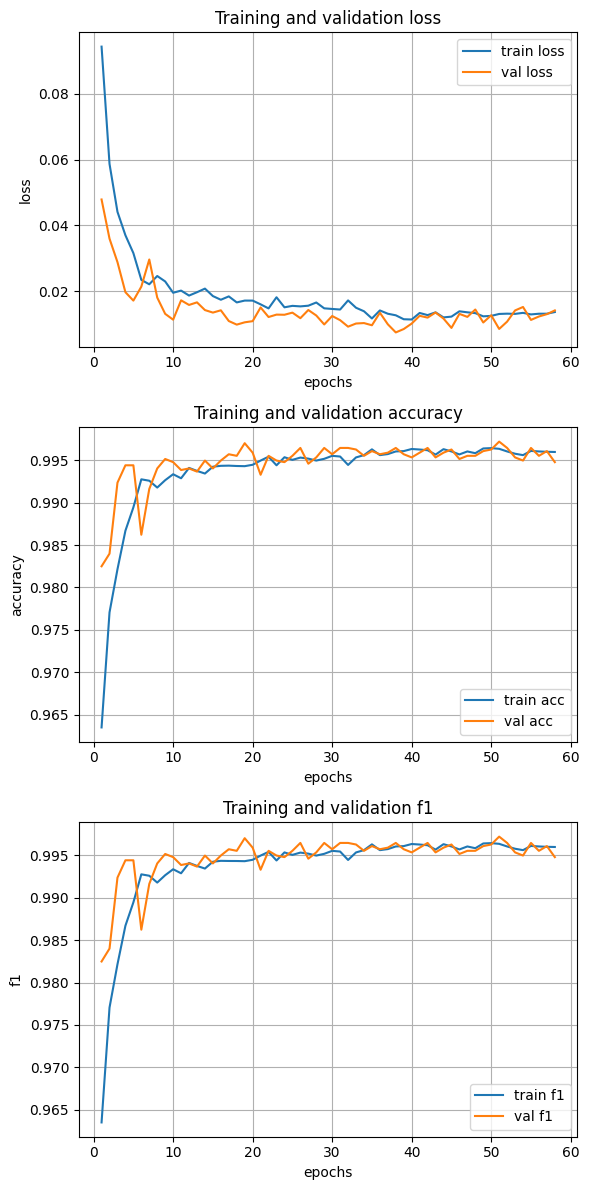 Training and validation loss
train loss
val loss
0.08
0.06
0.04
0.02
loss
0 10 20 30 40 50 60
epochs
Training and validation accuracy
0.995
0.990
0.985
0.980
0.975
0.970
0.965
accuracy
train acc
val acc
0 10 20 30 40 50 60
epochs
Training and validation f1
0.995
0.990
0.985
0.980
0.975
0.970
0.965
f1
train f1
val f1
0 10 20 30 40 50 60
epochs